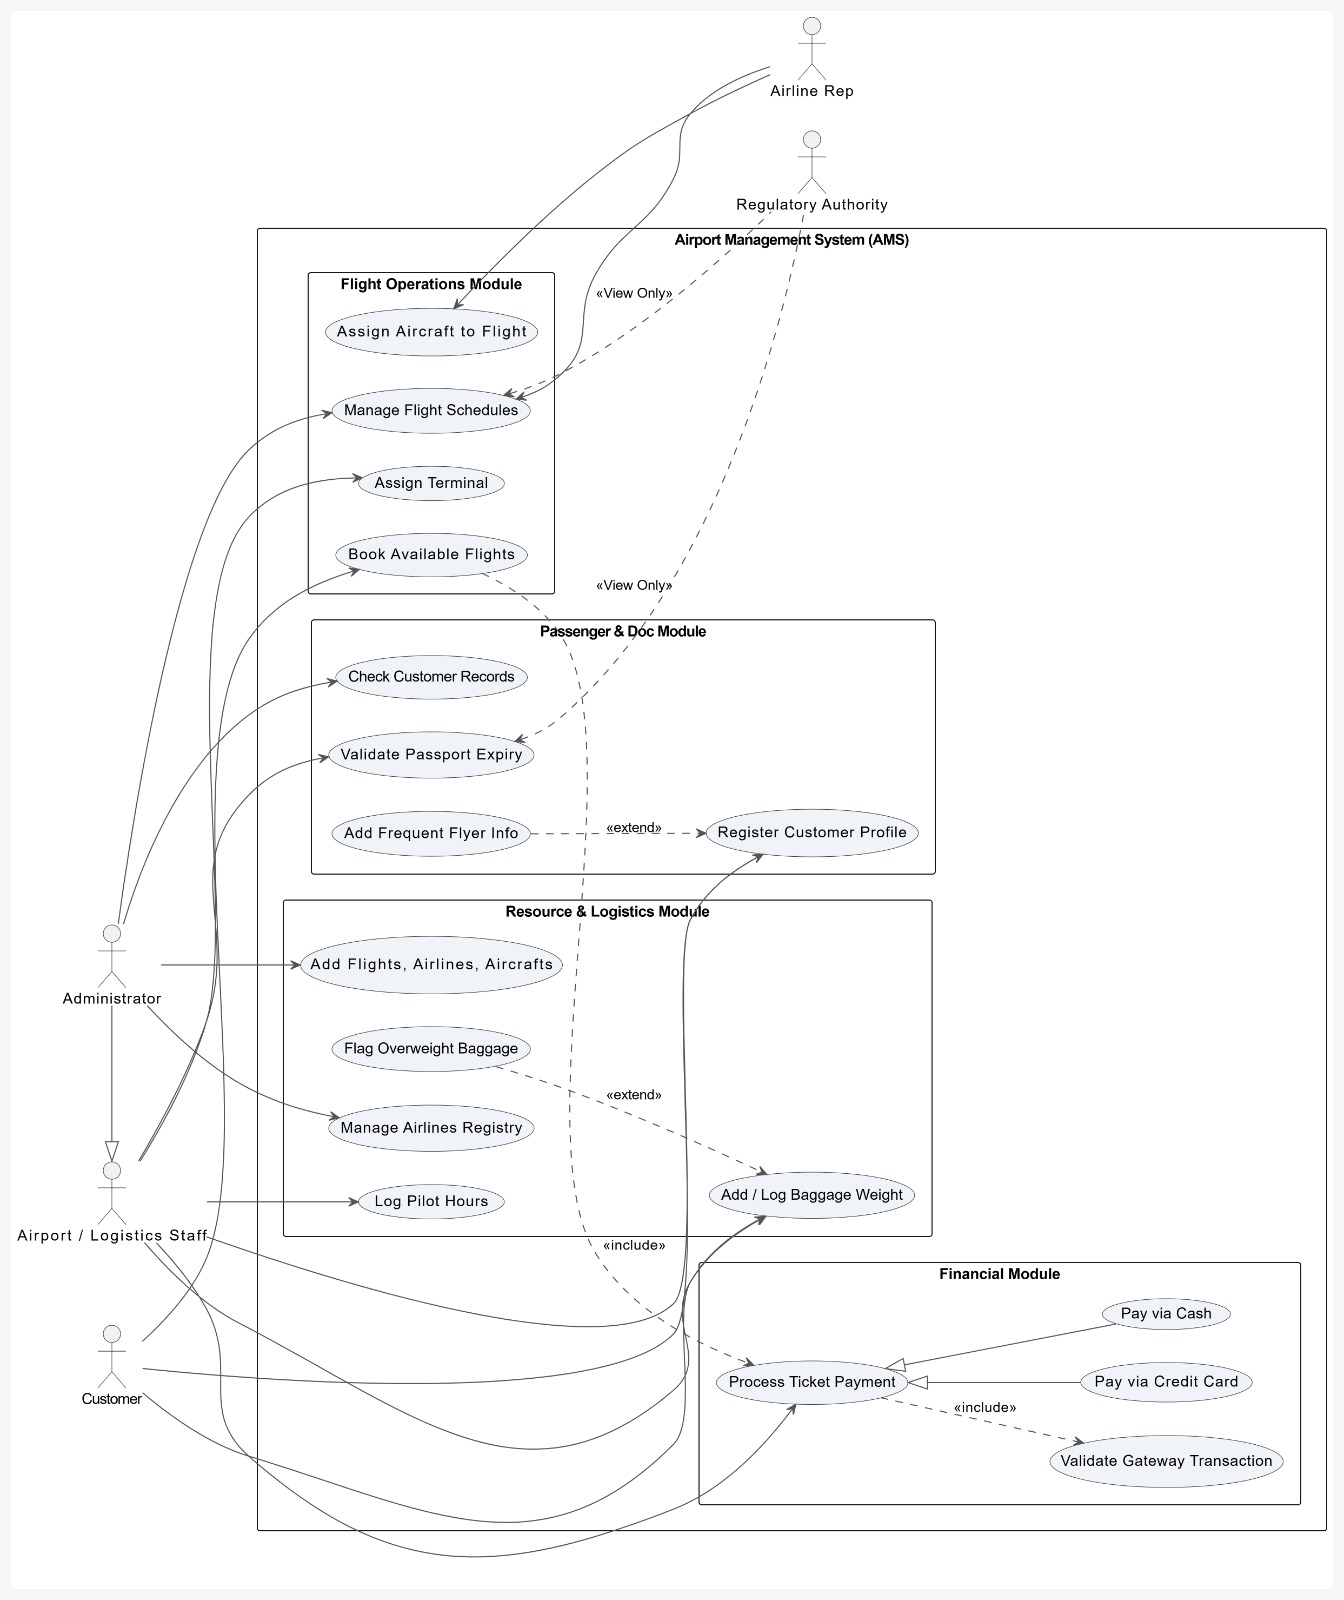 Airline Rep
Regulatory Authority
Airport Management System (AMS)
Flight Operations Module
«View Only»
Assign Aircraft to Flight
Manage Flight Schedules
Assign Terminal
Book Available Flights
«View Only»
Passenger & Doc Module
Check Customer Records
Validate Passport Expiry
Add Frequent Flyer Info
«extend»
Register Customer Profile
Resource & Logistics Module
Add Flights, Airlines, Aircrafts
Administrator
Flag Overweight Baggage
«extend»
Manage Airlines Registry
Log Pilot Hours
Add / Log Baggage Weight
Airport / Logistics Staff
«include»
Financial Module
Pay via Cash
Process Ticket Payment
Pay via Credit Card
Customer
«include»
Validate Gateway Transaction